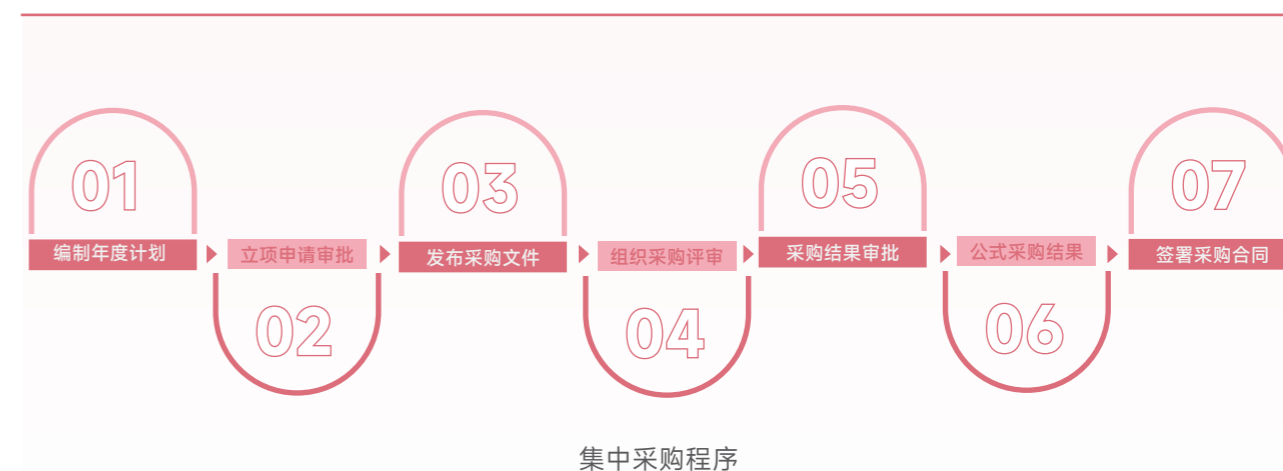 01
编制年度计划
立项申请审批
02
03
发布采购文件
组织采购评审
04
05
采购结果审批
公式采购结果
06
07
签署采购合同
集中采购程序